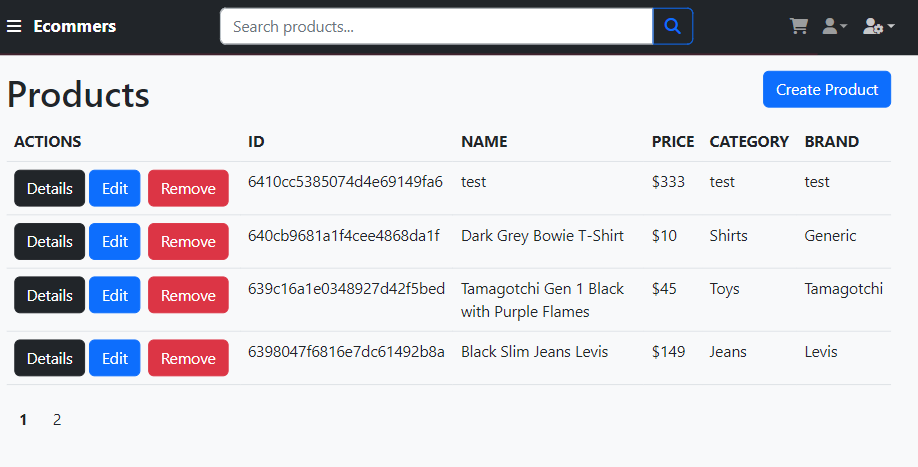 Ecommers Search products...
Products Create Product
ACTIONS ID NAME PRICE CATEGORY BRAND
Details Edit Remove 6410cc5385074d4e69149fa6 test $333 test test
Details Edit Remove 640cb9681a1f4cee4868da1f Dark Grey Bowie T-Shirt $10 Shirts Generic
Details Edit Remove 639c16a1e0348927d42f5bed Tamagotchi Gen 1 Black $45 Toys Tamagotchi
with Purple Flames
Details Edit Remove 6398047f6816e7dc61492b8a Black Slim Jeans Levis $149 Jeans Levis
1 2